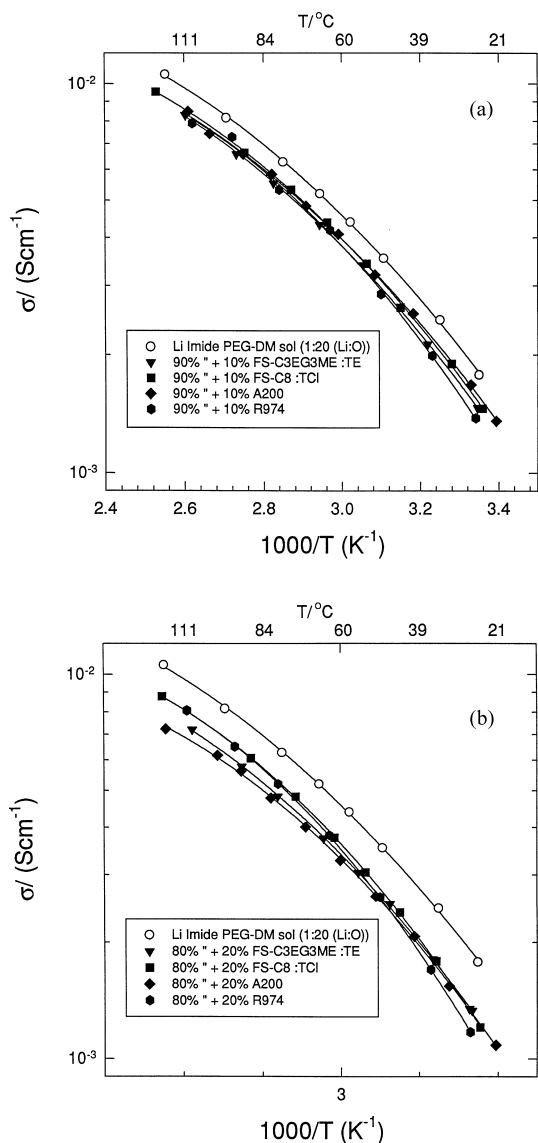 T/°C
111 84 60 39 21
10-2
(a)
σ/ (Scm-1)
Li Imide PEG-DM sol (1:20 (Li:O))
90% " + 10% FS-C3EG3ME :TE
90% " + 10% FS-C8 :TCl
90% " + 10% A200
90% " + 10% R974
10-3
2.4 2.6 2.8 3.0 3.2 3.4
1000/T (K-1)
T/°C
111 84 60 39 21
10-2
(b)
σ/ (Scm-1)
Li Imide PEG-DM sol (1:20 (Li:O))
80% " + 20% FS-C3EG3ME :TE
80% " + 20% FS-C8 :TCl
80% " + 20% A200
80% " + 20% R974
10-3
3
1000/T (K-1)